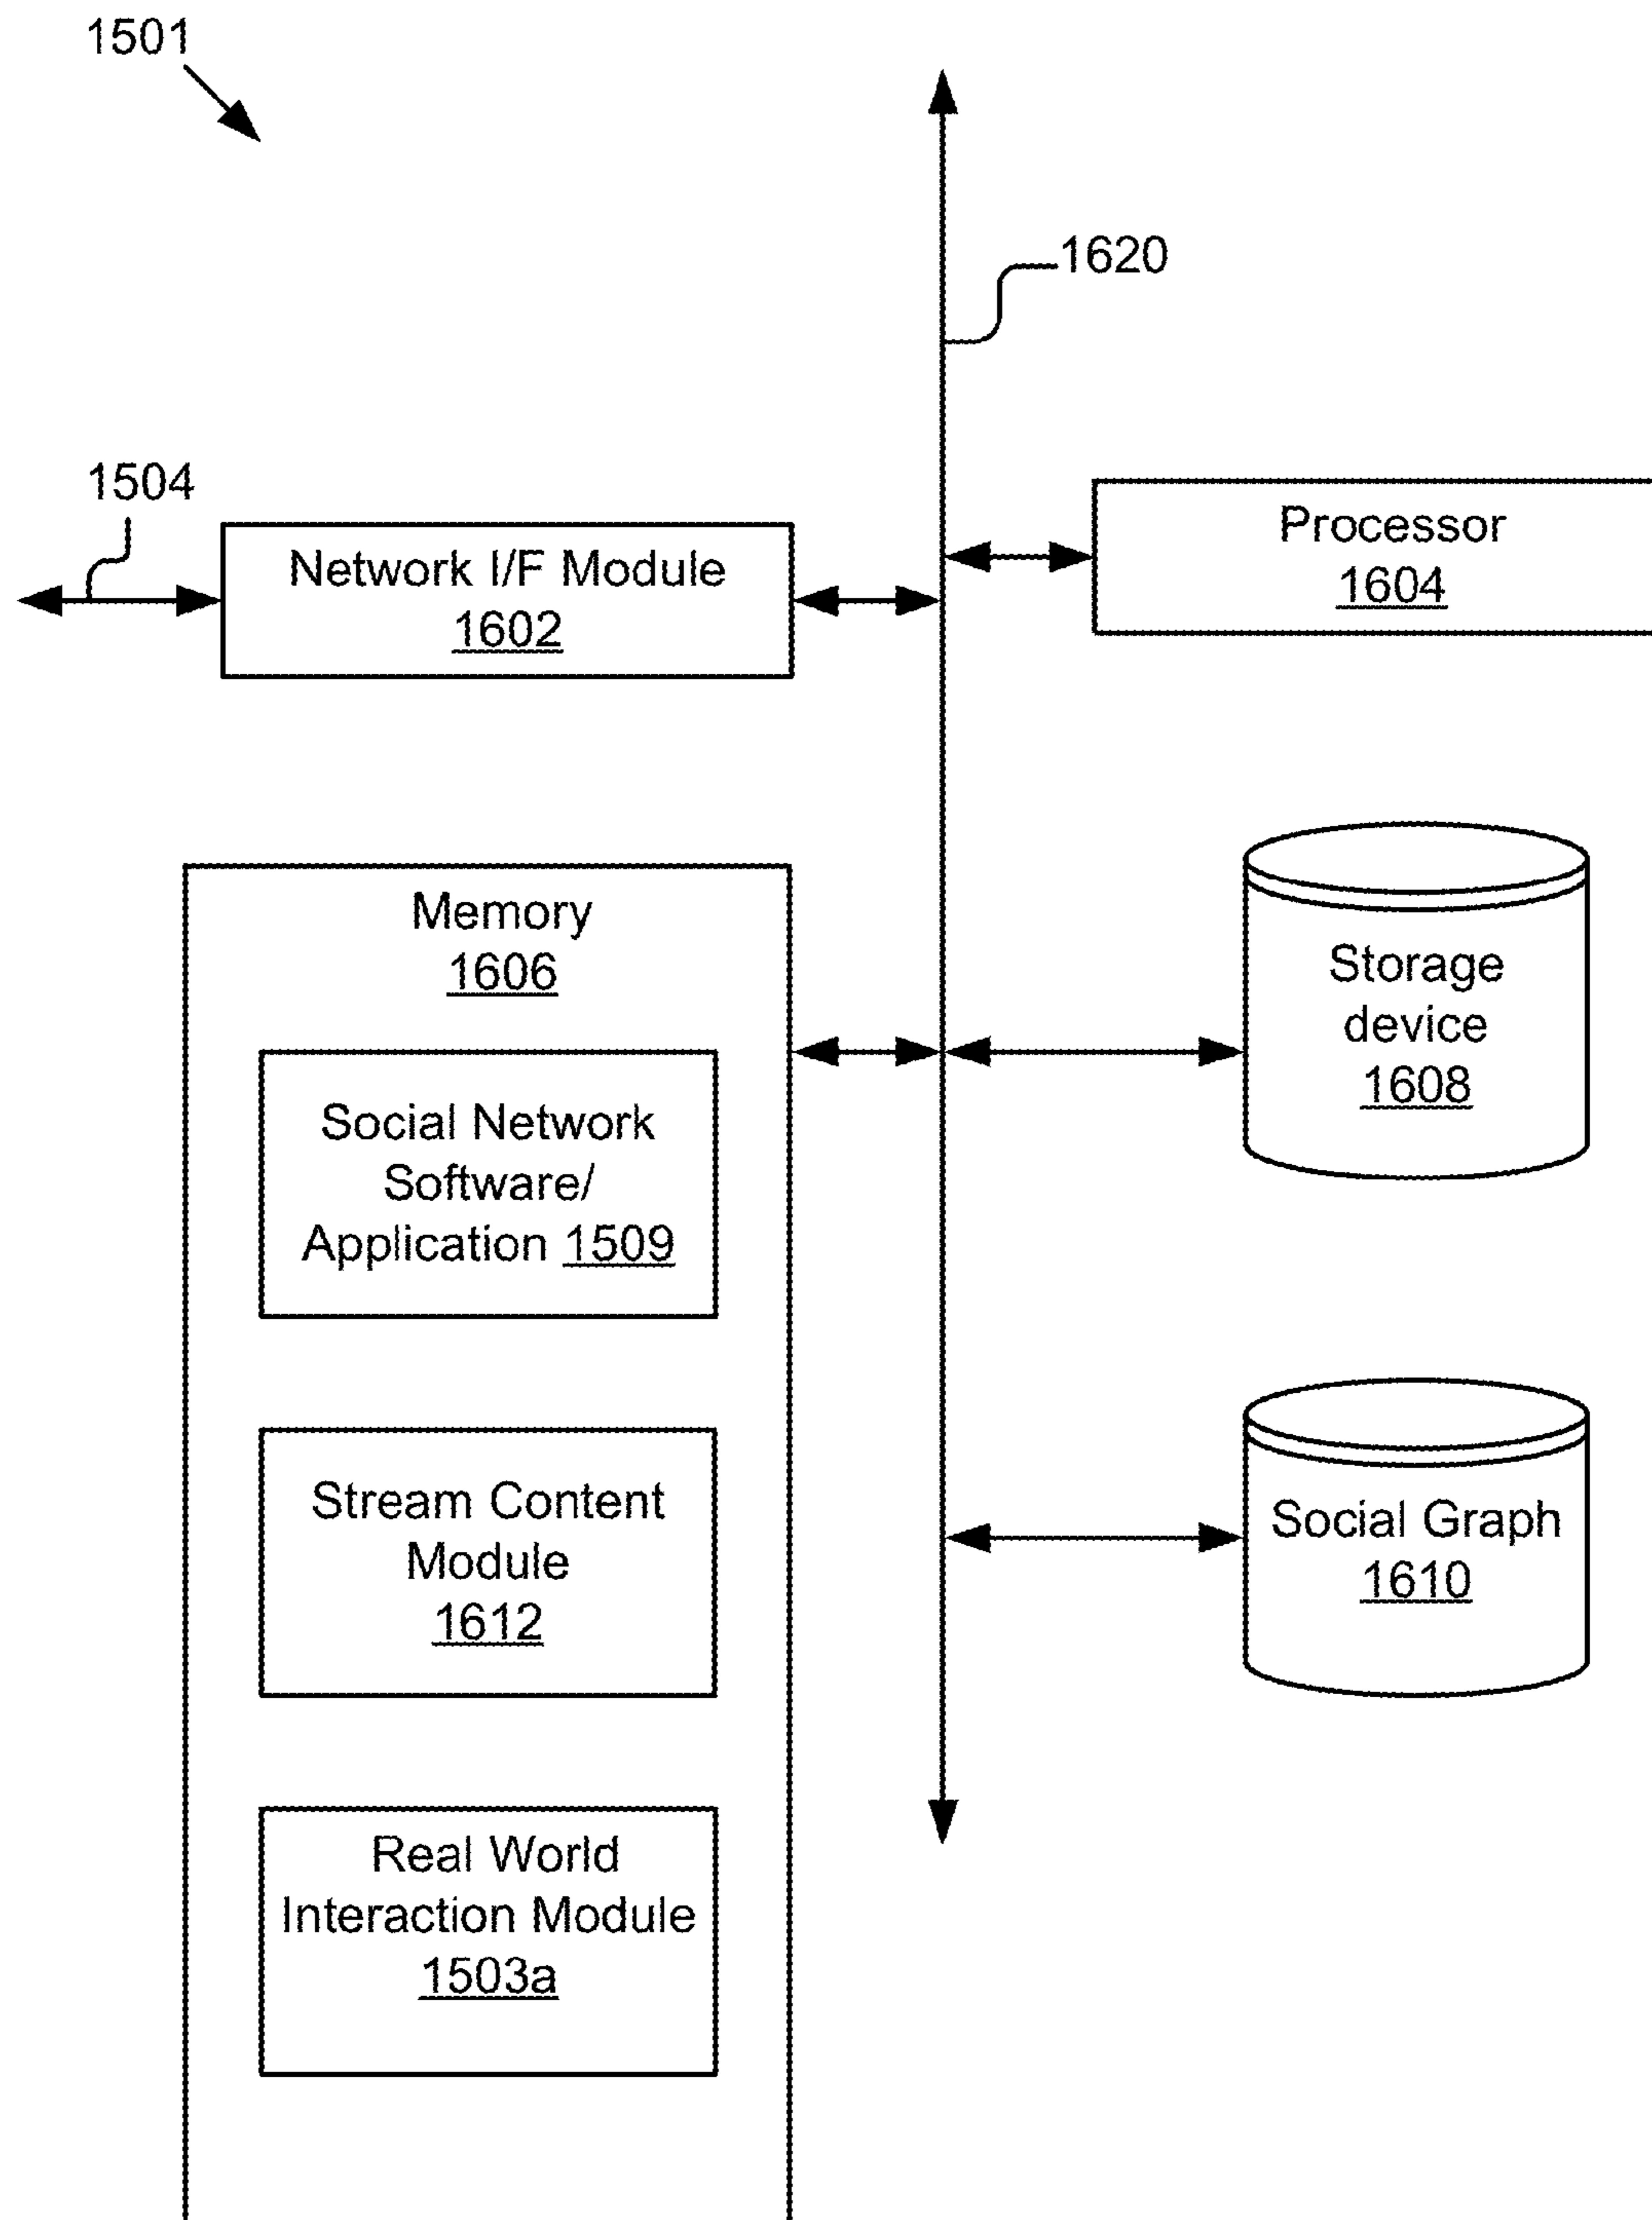 1501
1620
1504
Network I/F Module
1602
Processor
1604
Memory
1606
Social Network
Software/
Application 1509
Stream Content
Module
1612
Real World
Interaction Module
1503a
Storage
device
1608
Social Graph
1610